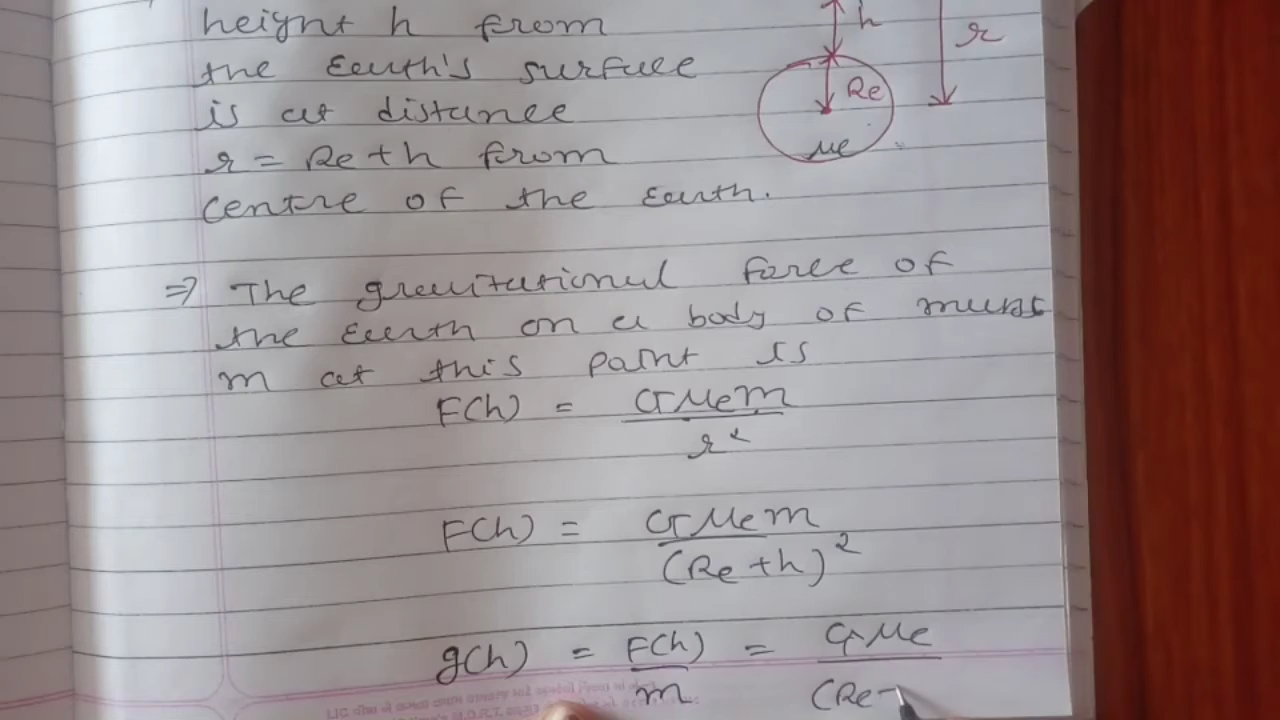 height h from
the Earth's surface
is at distance
r = Re + h from
centre of the Earth.
h
r
Re
Me
⇒ The gravitational force of
the Earth on a body of mass
m at this point is
F(h) = GMem / r²
F(h) = GMem / (Re + h)²
g(h) = F(h) / m = GMe / (Re